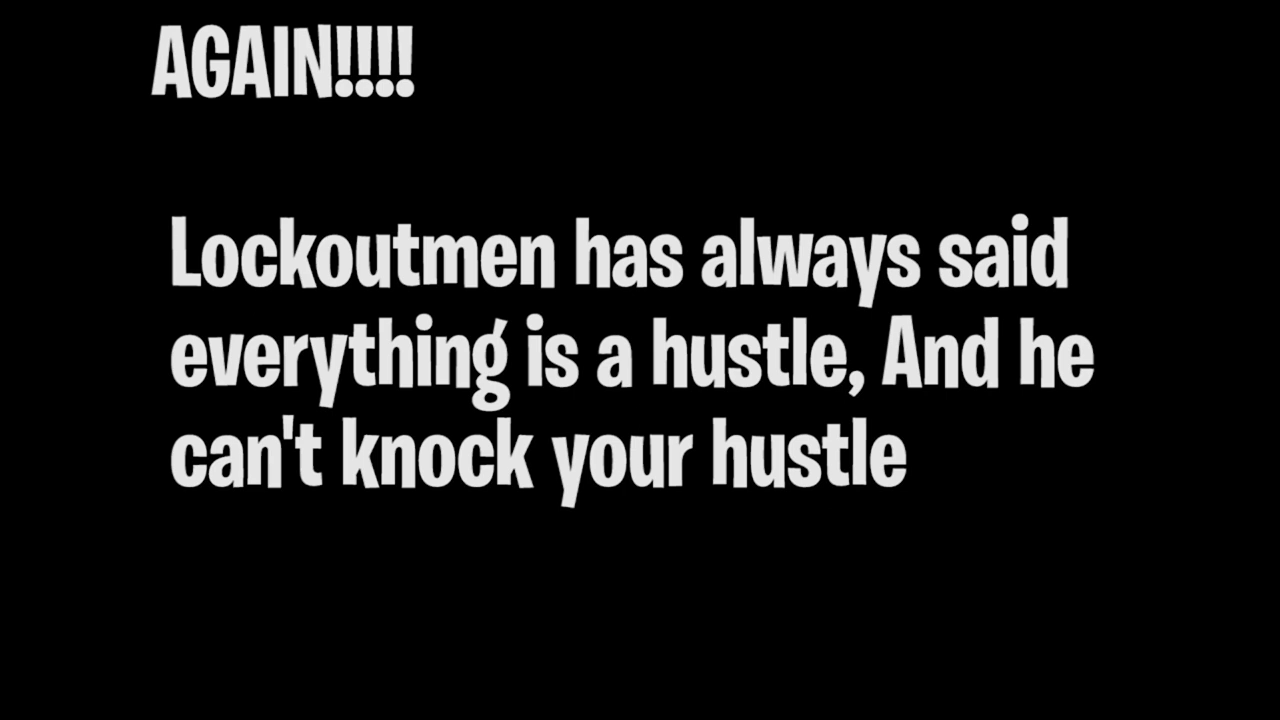 AGAIN!!!!
Lockoutmen has always said
everything is a hustle, And he
can't knock your hustle